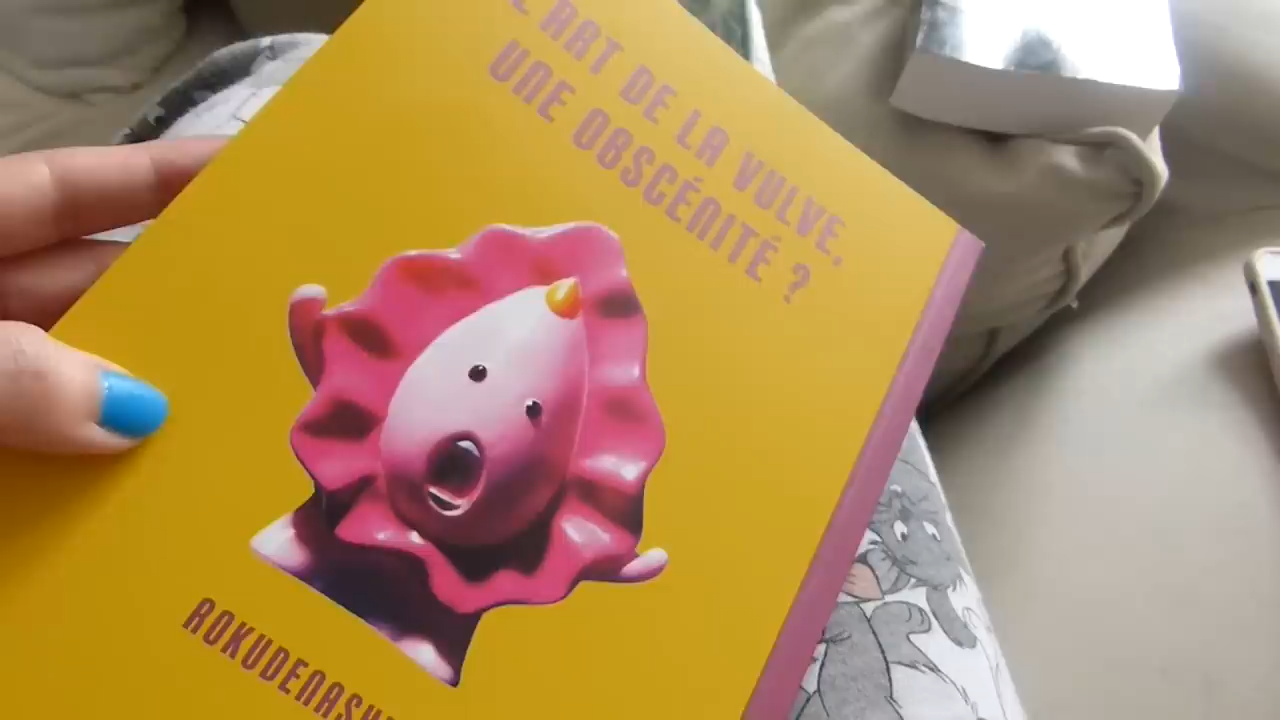 L'ART DE LA VULVE,
UNE OBSCÉNITÉ ?
ROKUDENASH